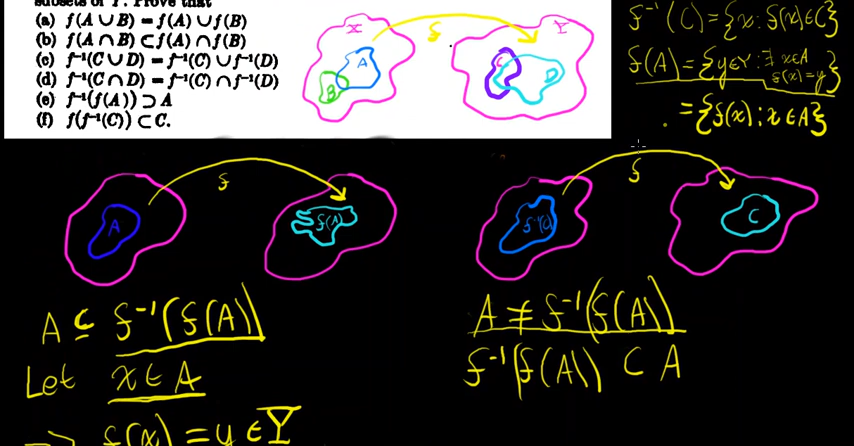 subsets of Y. Prove that
(a) f(A ∪ B) = f(A) ∪ f(B)
(b) f(A ∩ B) ⊂ f(A) ∩ f(B)
(c) f⁻¹(C ∪ D) = f⁻¹(C) ∪ f⁻¹(D)
(d) f⁻¹(C ∩ D) = f⁻¹(C) ∩ f⁻¹(D)
(e) f⁻¹(f(A)) ⊃ A
(f) f(f⁻¹(C)) ⊂ C.
X f Y
A B C D
f⁻¹(C) = {x : f(x) ∈ C}
f(A) = {y ∈ Y : ∃ x ∈ A
f(x) = y}
= {f(x) : x ∈ A}
f
A f(A)
f
f⁻¹(C) C
A ⊆ f⁻¹(f(A))
Let x ∈ A
⇒ f(x) = y ∈ Y
A ≠ f⁻¹(f(A))
f⁻¹(f(A)) ⊂ A